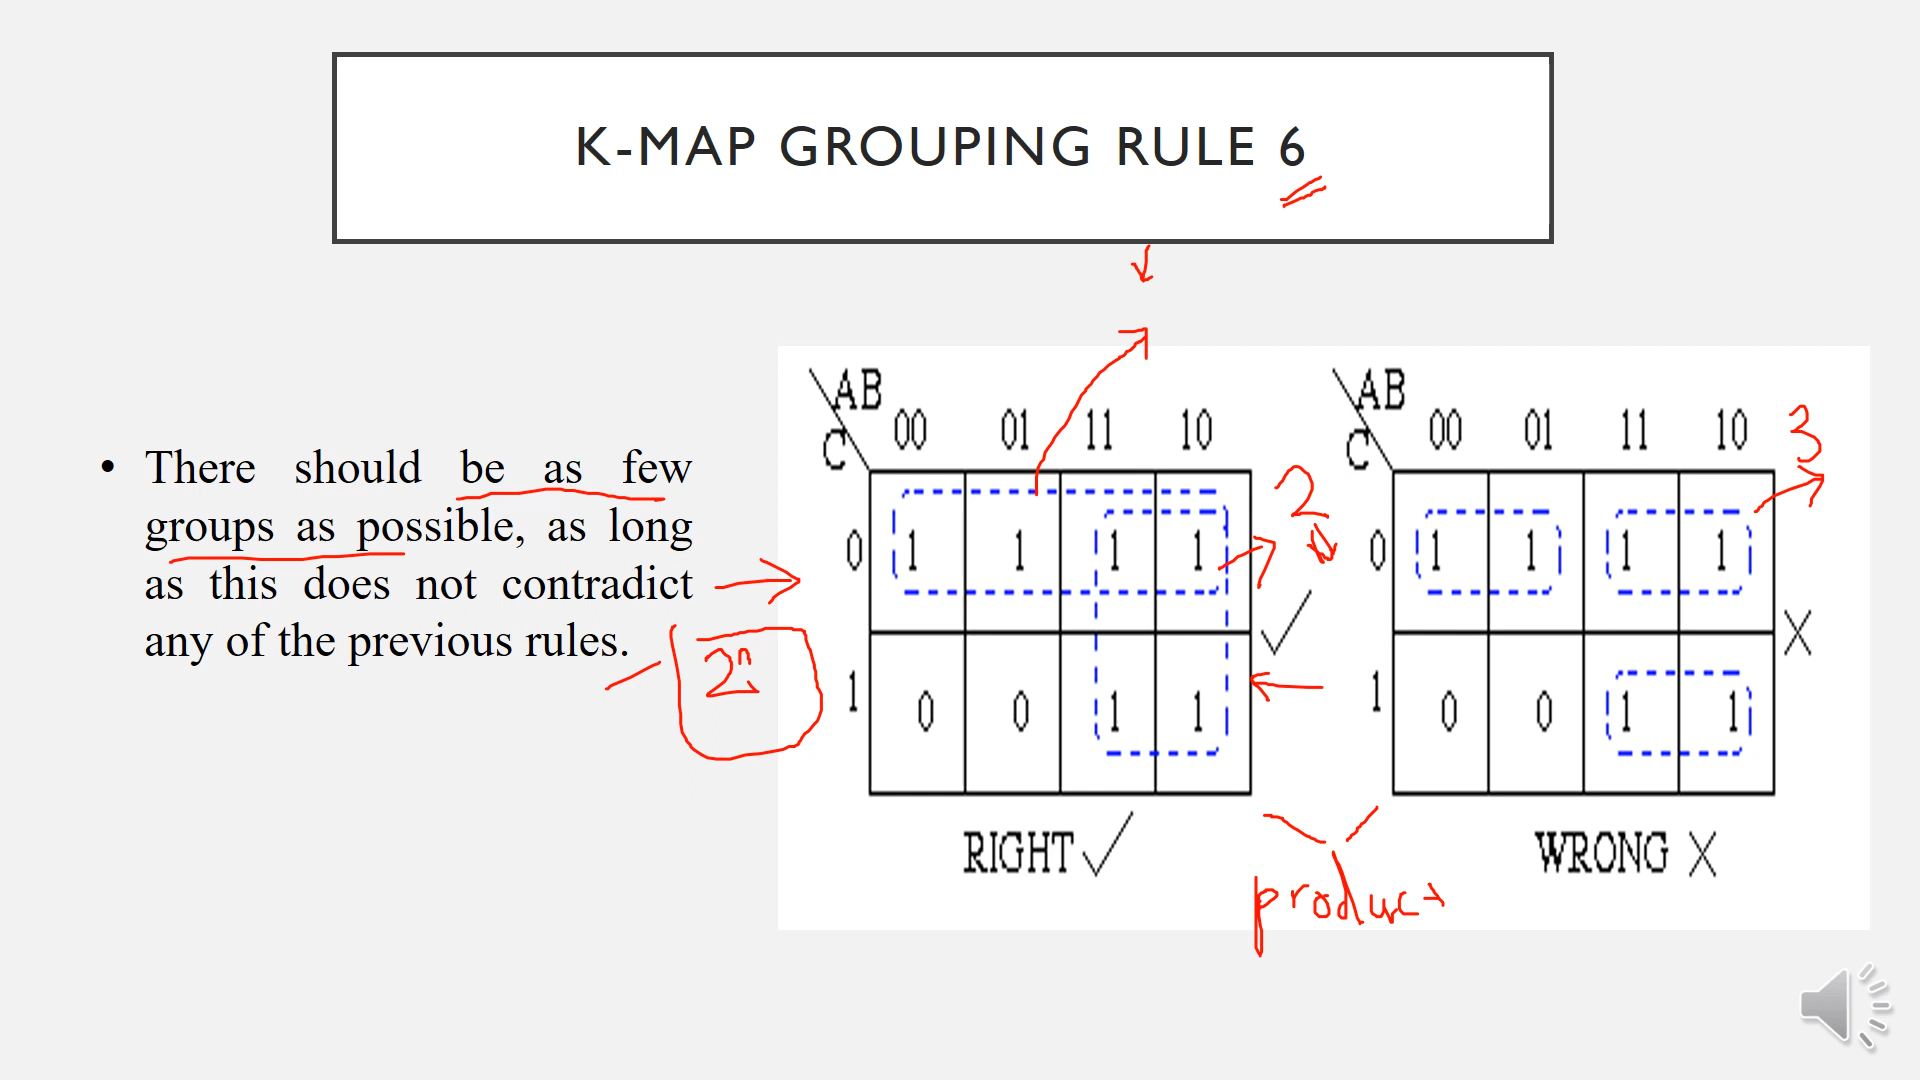 K-MAP GROUPING RULE 6
• There should be as few
groups as possible, as long
as this does not contradict
any of the previous rules.
2ⁿ
AB
C
00 01 11 10
0 1 1 1 1
1 0 0 1 1
2
RIGHT ✓
AB
C
00 01 11 10
0 1 1 1 1
1 0 0 1 1
3
WRONG X
product